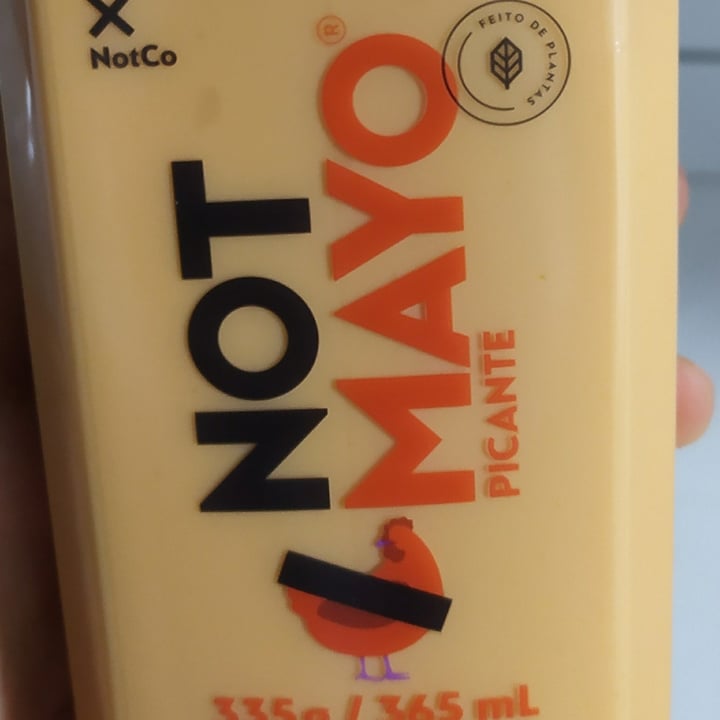 NotCo
FEITO DE PLANTAS
NOT
MAYO®
PICANTE
335g / 365 mL